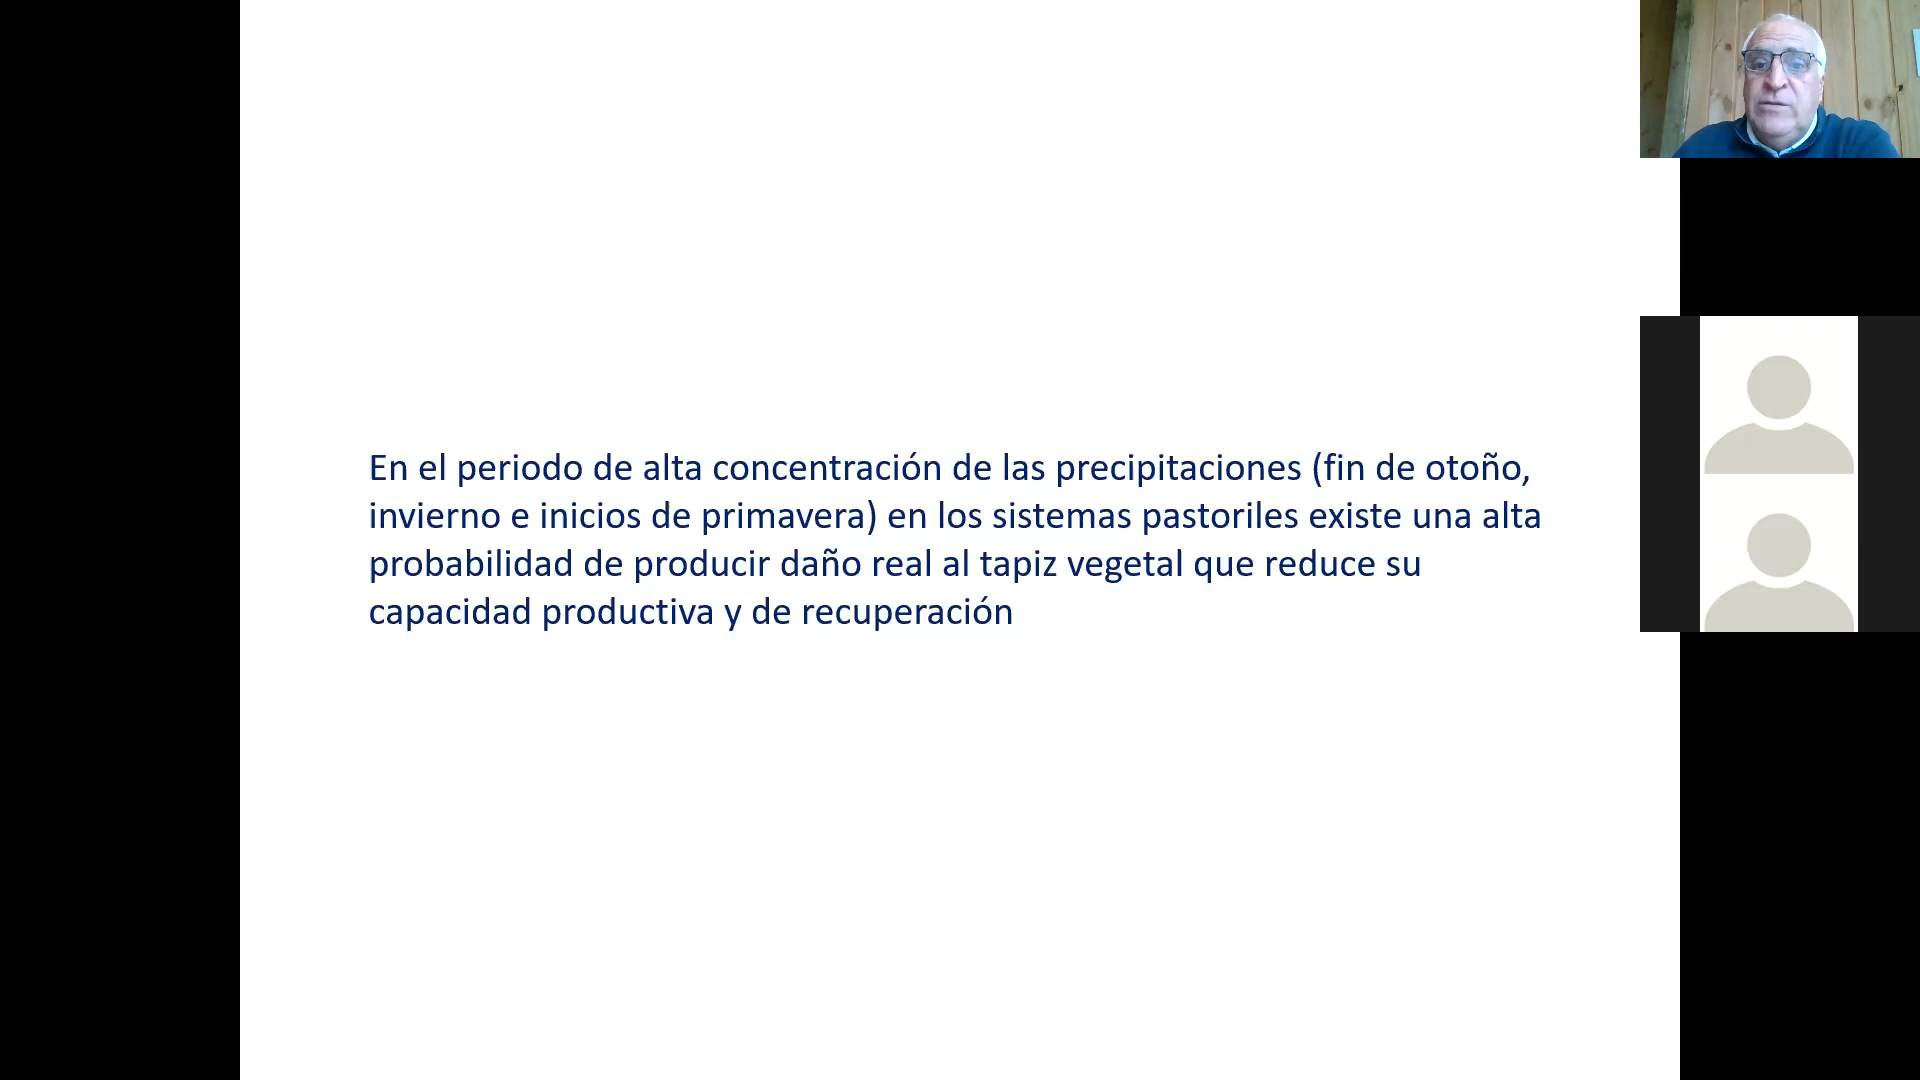 En el periodo de alta concentración de las precipitaciones (fin de otoño,
invierno e inicios de primavera) en los sistemas pastoriles existe una alta
probabilidad de producir daño real al tapiz vegetal que reduce su
capacidad productiva y de recuperación